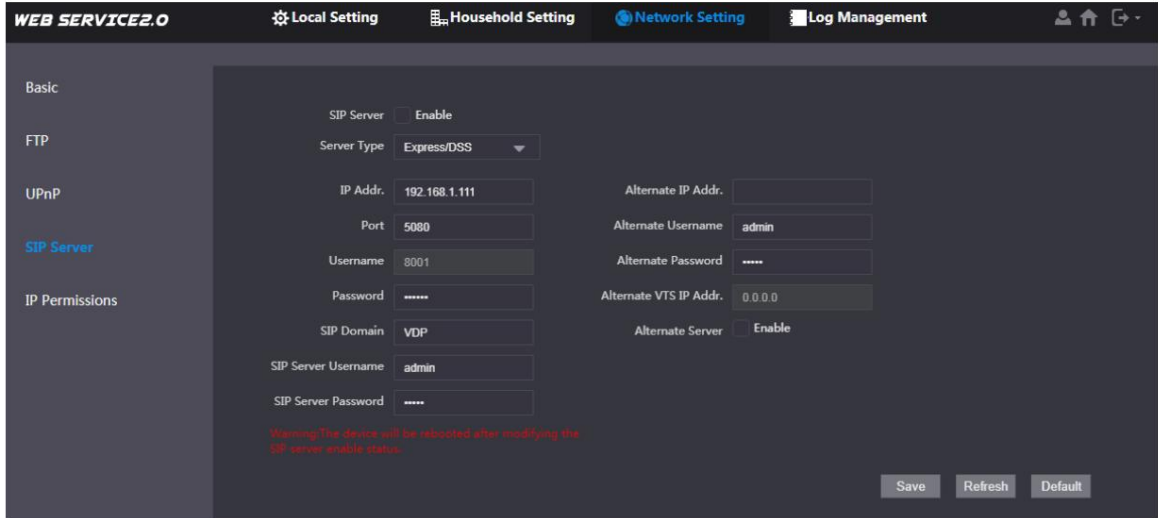 WEB SERVICE2.0 Local Setting Household Setting Network Setting Log Management
Basic
FTP
UPnP
SIP Server
IP Permissions
SIP Server Enable
Server Type Express/DSS
IP Addr. 192.168.1.111 Alternate IP Addr.
Port 5080 Alternate Username admin
Username 8001 Alternate Password •••••
Password •••••• Alternate VTS IP Addr. 0.0.0.0
SIP Domain VDP Alternate Server Enable
SIP Server Username admin
SIP Server Password •••••
Warning:The device will be rebooted after modifying the
SIP server enable status.
Save Refresh Default